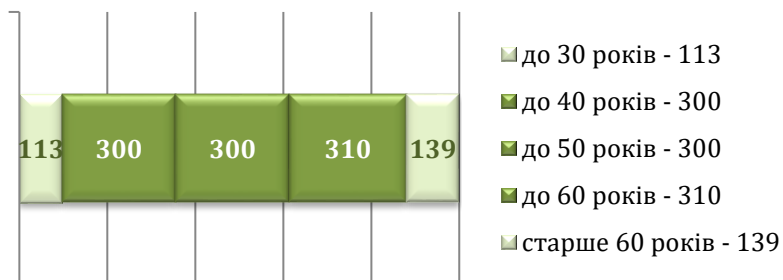 113 300 300 310 139
до 30 років - 113
до 40 років - 300
до 50 років - 300
до 60 років - 310
старше 60 років - 139